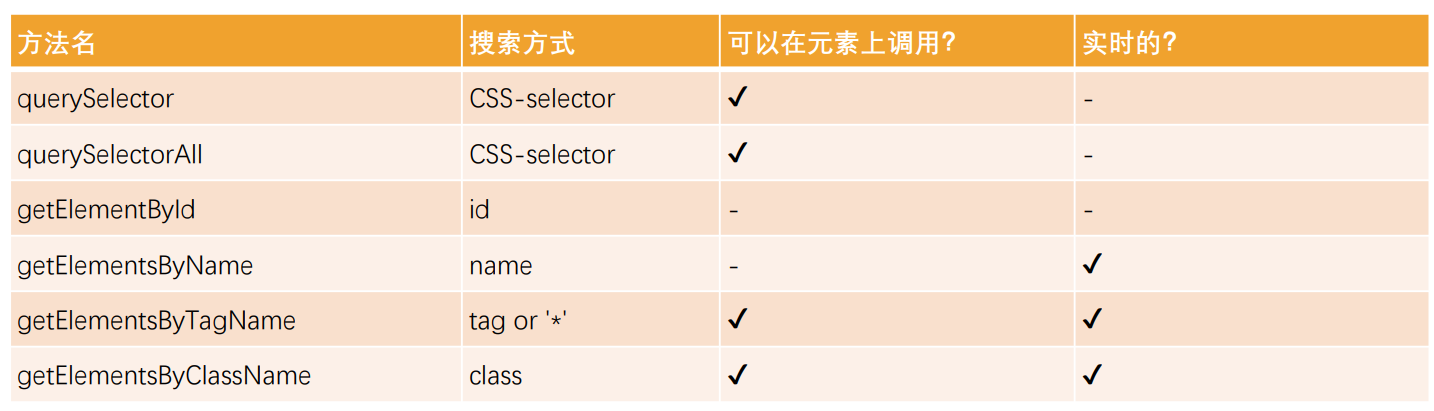 方法名 搜索方式 可以在元素上调用? 实时的?
querySelector CSS-selector ✓ -
querySelectorAll CSS-selector ✓ -
getElementById id - -
getElementsByName name - ✓
getElementsByTagName tag or '*' ✓ ✓
getElementsByClassName class ✓ ✓